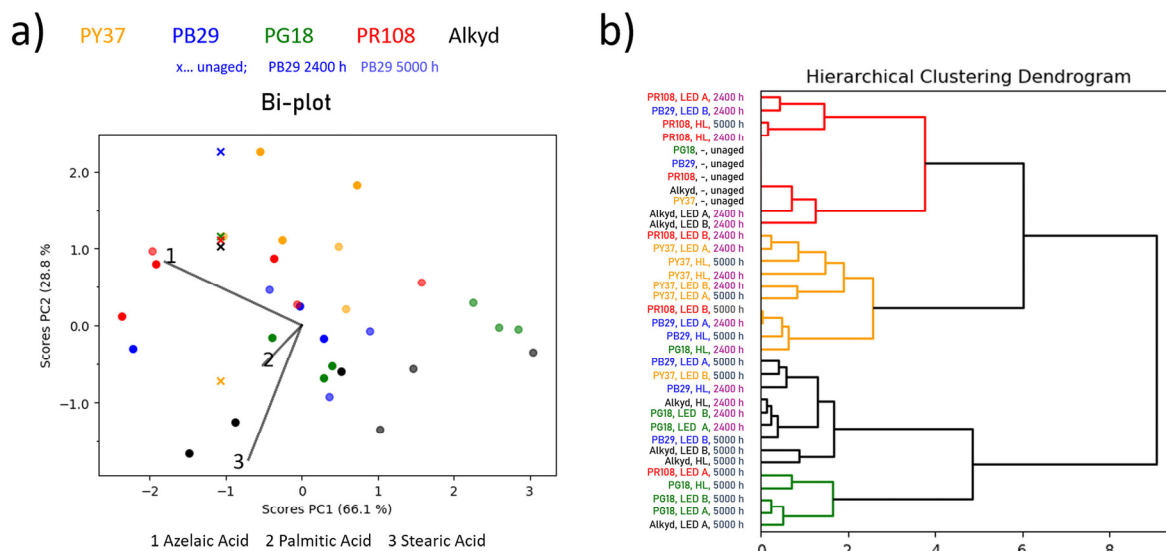 a)
PY37 PB29 PG18 PR108 Alkyd
x... unaged; PB29 2400 h PB29 5000 h
Bi-plot
Scores PC2 (28.8 %
2.0
1.0
0.0
−1.0
1
2
3
−2 −1 0 1 2 3
Scores PC1 (66.1 %)
1 Azelaic Acid 2 Palmitic Acid 3 Stearic Acid
b)
Hierarchical Clustering Dendrogram
PR108, LED A, 2400 h
PB29, LED B, 2400 h
PR108, HL, 5000 h
PR108, HL, 2400 h
PG18, -, unaged
PB29, -, unaged
PR108, -, unaged
Alkyd, -, unaged
PY37, -, unaged
Alkyd, LED A, 2400 h
Alkyd, LED B, 2400 h
PR108, LED B, 2400 h
PY37, LED A, 2400 h
PY37, HL, 5000 h
PY37, HL, 2400 h
PY37, LED B, 2400 h
PY37, LED A, 5000 h
PR108, LED B, 5000 h
PB29, LED A, 2400 h
PB29, HL, 5000 h
PG18, HL, 2400 h
PB29, LED A, 5000 h
PY37, LED B, 5000 h
PB29, HL, 2400 h
Alkyd, HL, 2400 h
PG18, LED B, 2400 h
PG18, LED A, 2400 h
PB29, LED B, 5000 h
Alkyd, LED B, 5000 h
Alkyd, HL, 5000 h
PR108, LED A, 5000 h
PG18, HL, 5000 h
PG18, LED B, 5000 h
PG18, LED A, 5000 h
Alkyd, LED A, 5000 h
0 2 4 6 8